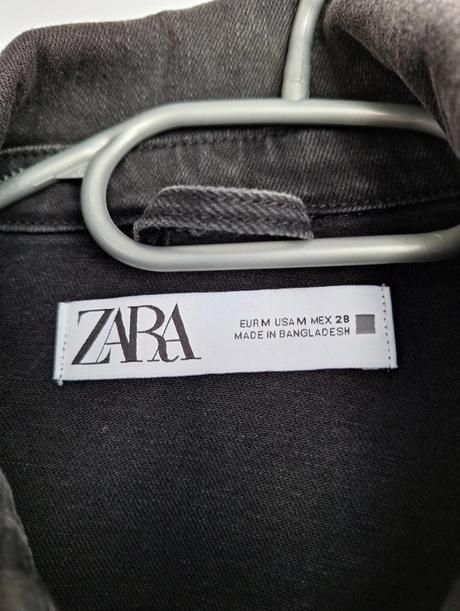 ZARA
EUR M USA M MEX 28
MADE IN BANGLADESH